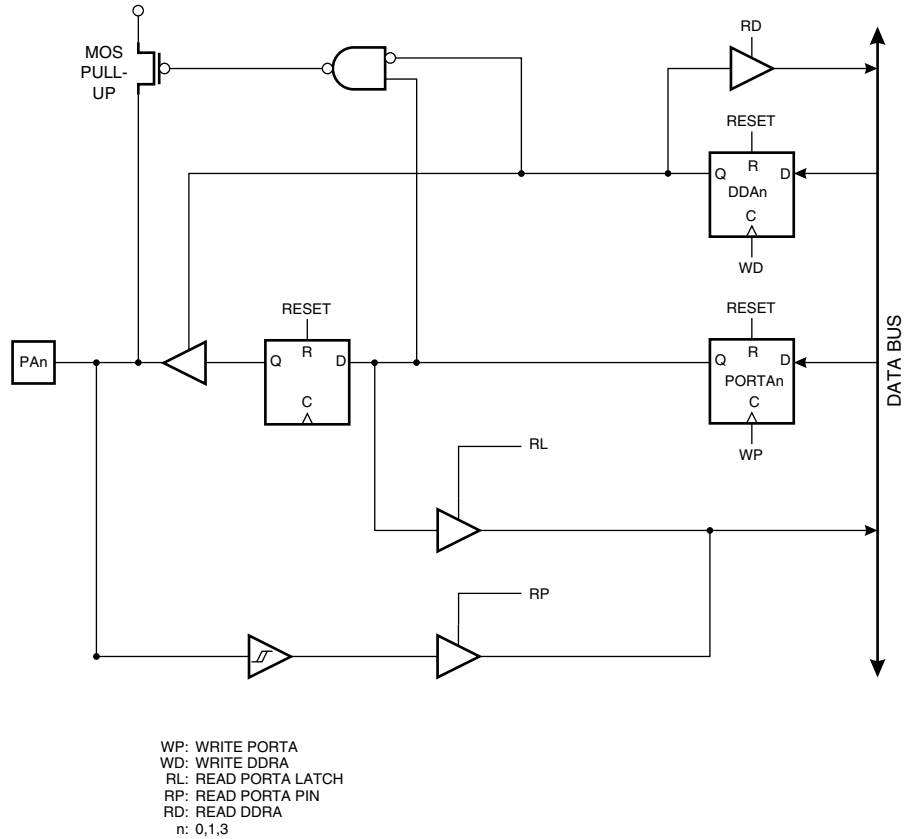 MOS
PULL-
UP
RD
RESET
R
Q
D
DDAn
C
WD
RESET
R
Q
D
C
PAn
RESET
R
Q
D
PORTAn
C
WP
DATA BUS
RL
RP
WP: WRITE PORTA
WD: WRITE DDRA
RL: READ PORTA LATCH
RP: READ PORTA PIN
RD: READ DDRA
n: 0,1,3